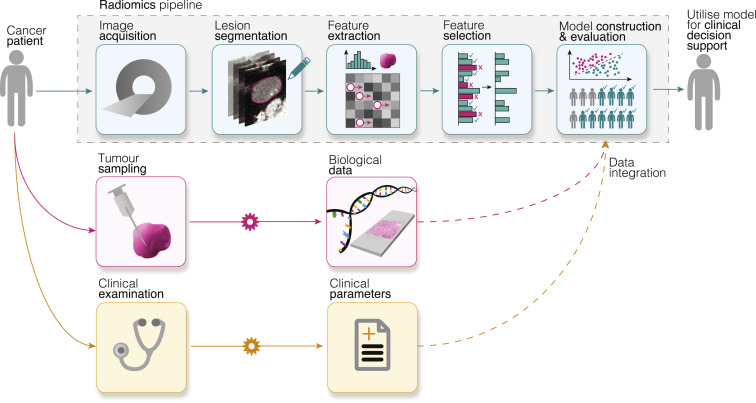 Radiomics pipeline
Cancer
patient
Image
acquisition
Lesion
segmentation
Feature
extraction
Feature
selection
Model construction
& evaluation
Utilise model
for clinical
decision
support
Tumour
sampling
Biological
data
Data
integration
Clinical
examination
Clinical
parameters